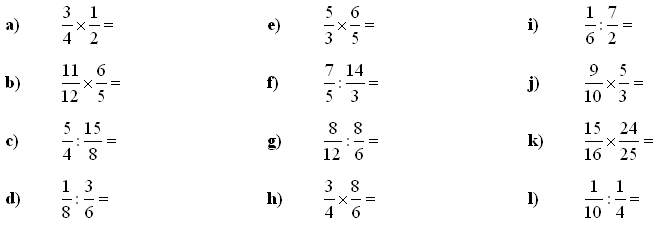 a) 3/4 × 1/2 = e) 5/3 × 6/5 = i) 1/6 : 7/2 =
b) 11/12 × 6/5 = f) 7/5 : 14/3 = j) 9/10 × 5/3 =
c) 5/4 : 15/8 = g) 8/12 : 8/6 = k) 15/16 × 24/25 =
d) 1/8 : 3/6 = h) 3/4 × 8/6 = l) 1/10 : 1/4 =